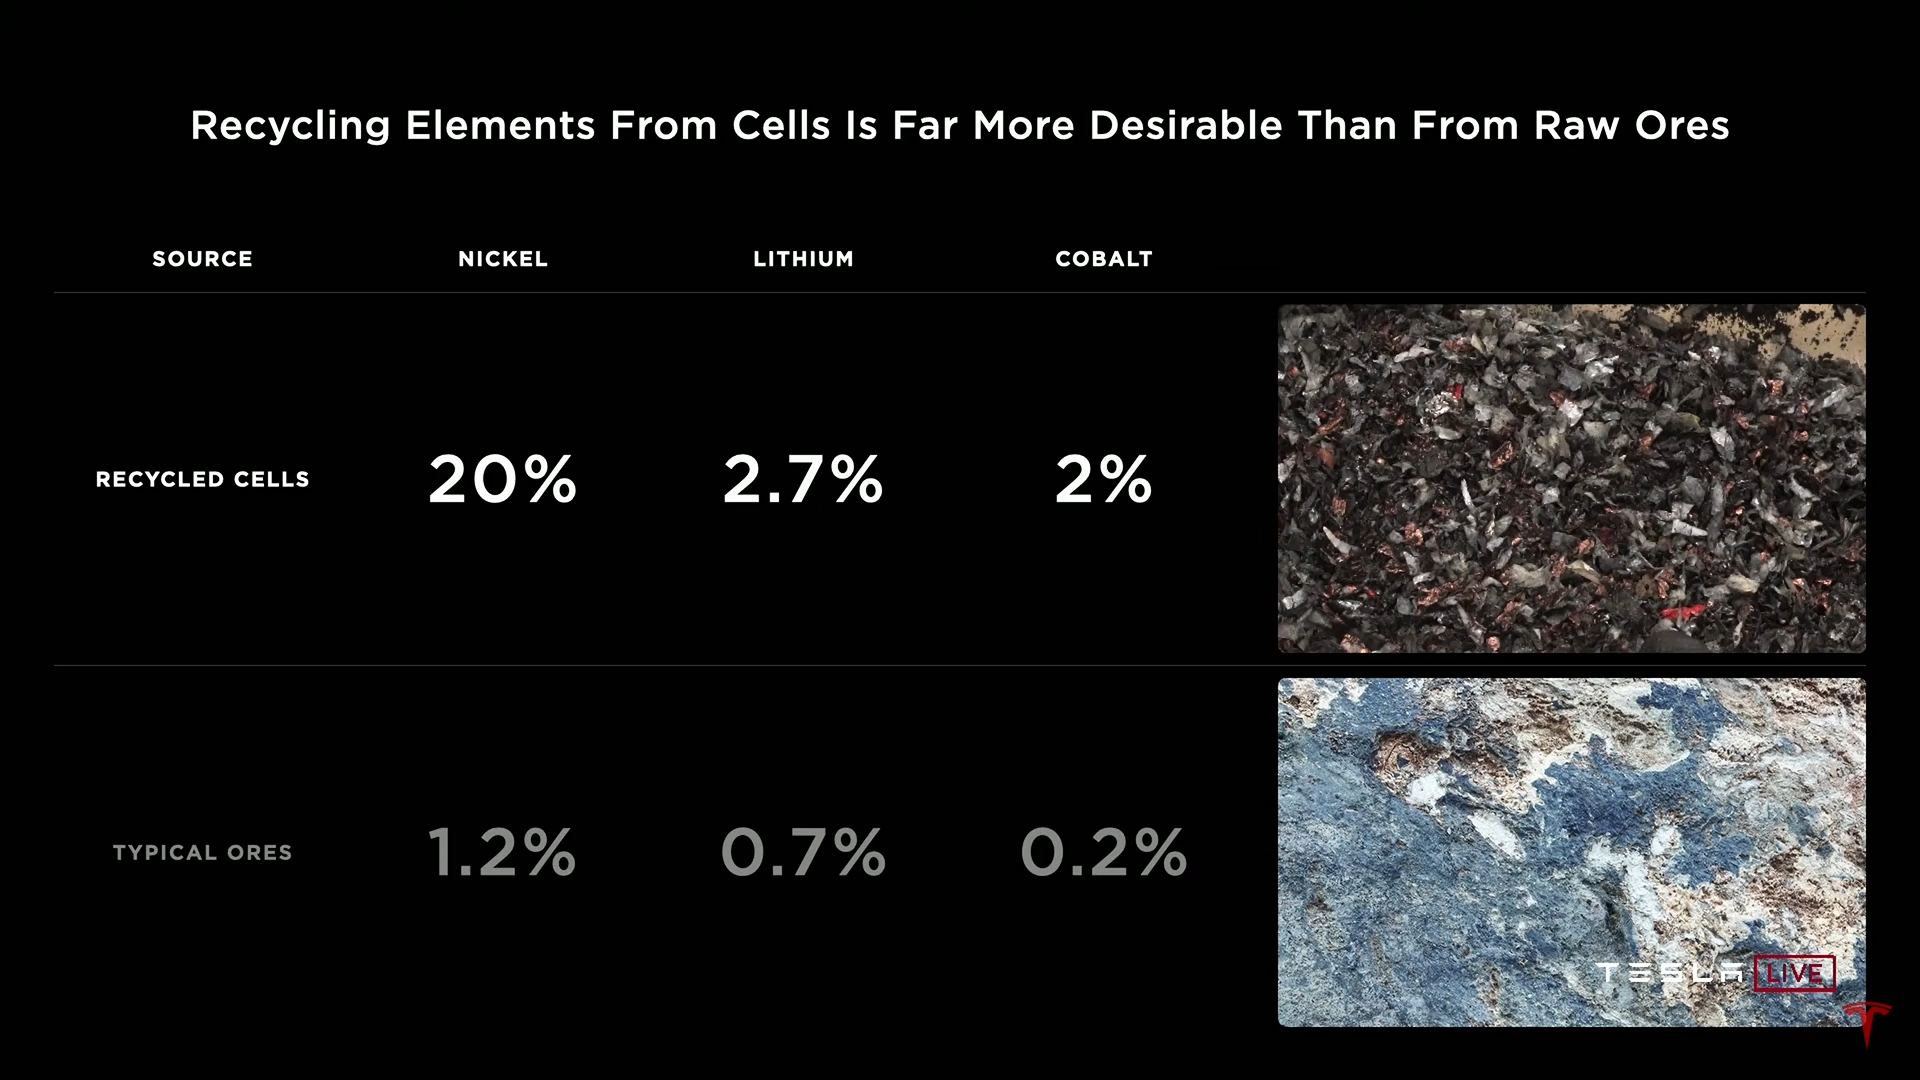 Recycling Elements From Cells Is Far More Desirable Than From Raw Ores
SOURCE NICKEL LITHIUM COBALT
RECYCLED CELLS 20% 2.7% 2%
TYPICAL ORES 1.2% 0.7% 0.2%
TESLA LIVE